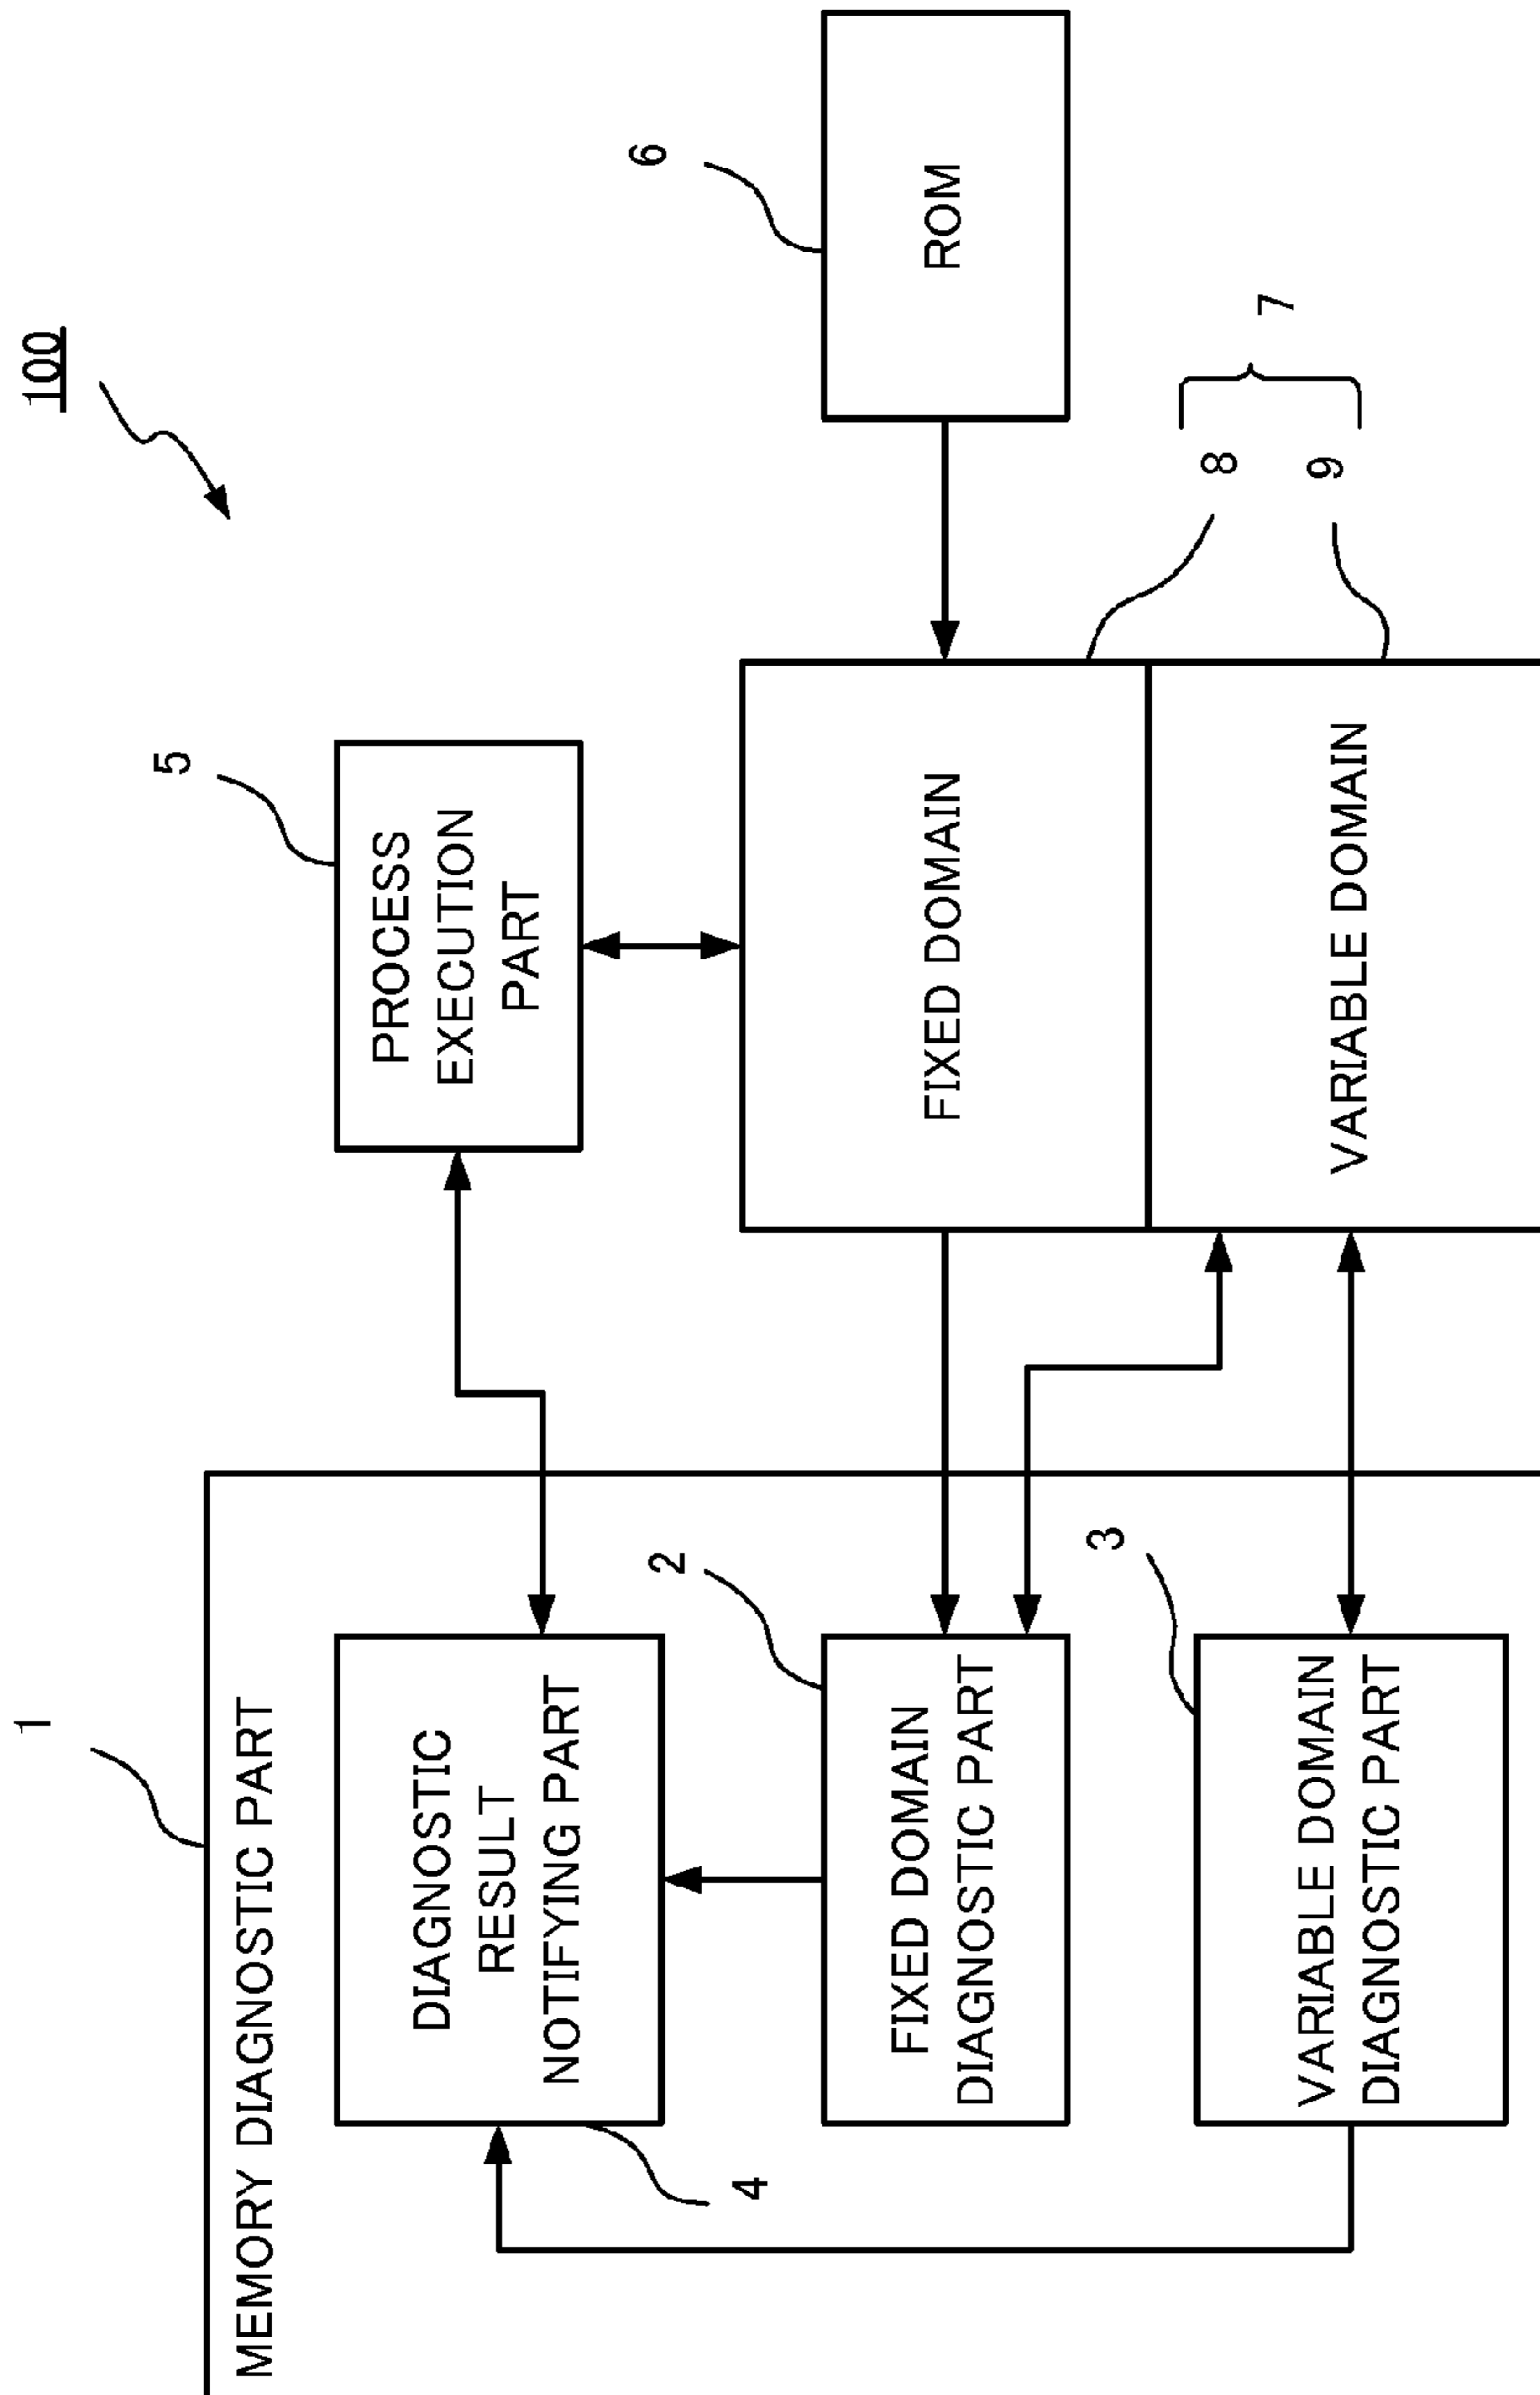 100
1
MEMORY DIAGNOSTIC PART
DIAGNOSTIC
RESULT
NOTIFYING PART
4
5
PROCESS
EXECUTION
PART
6
ROM
2
FIXED DOMAIN
DIAGNOSTIC PART
FIXED DOMAIN
8
7
3
VARIABLE DOMAIN
DIAGNOSTIC PART
VARIABLE DOMAIN
9